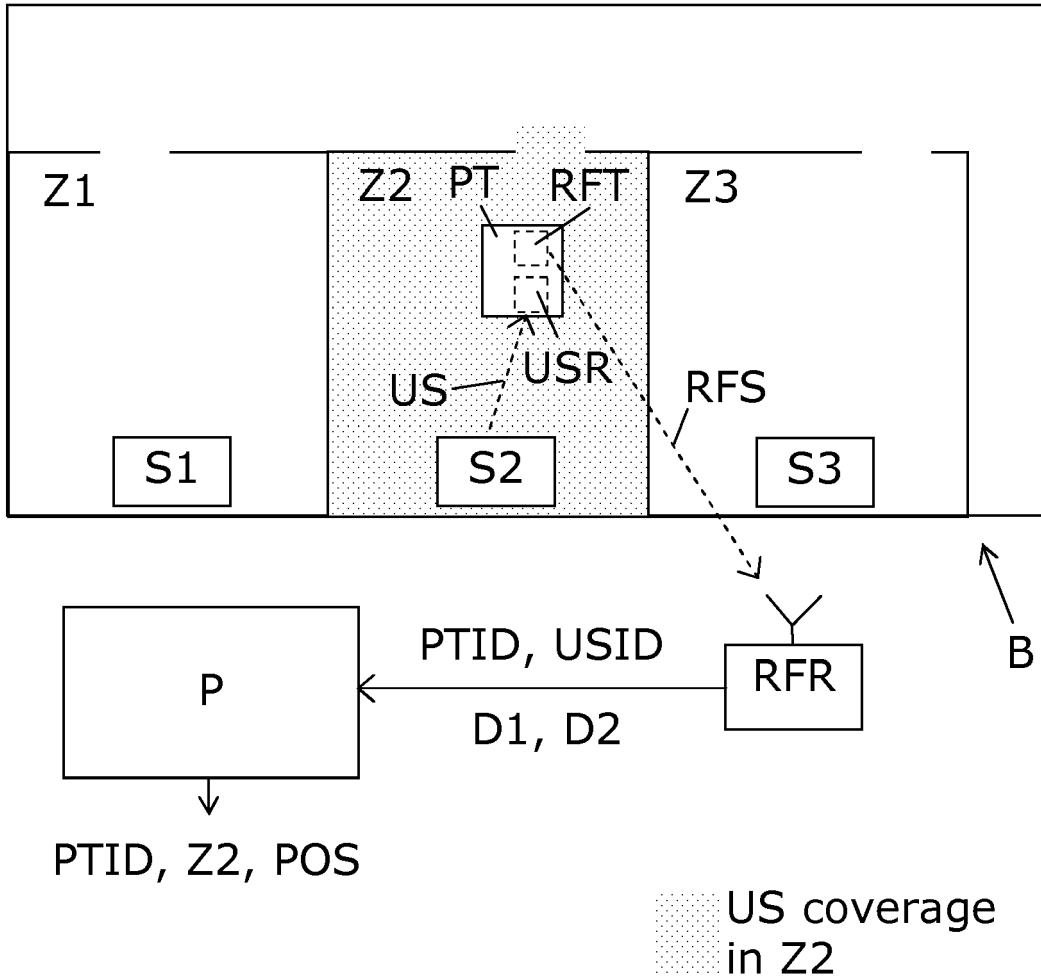 Z1
Z2
PT
RFT
Z3
USR
US
RFS
S1
S2
S3
B
PTID, USID
P
RFR
D1, D2
PTID, Z2, POS
US coverage
in Z2